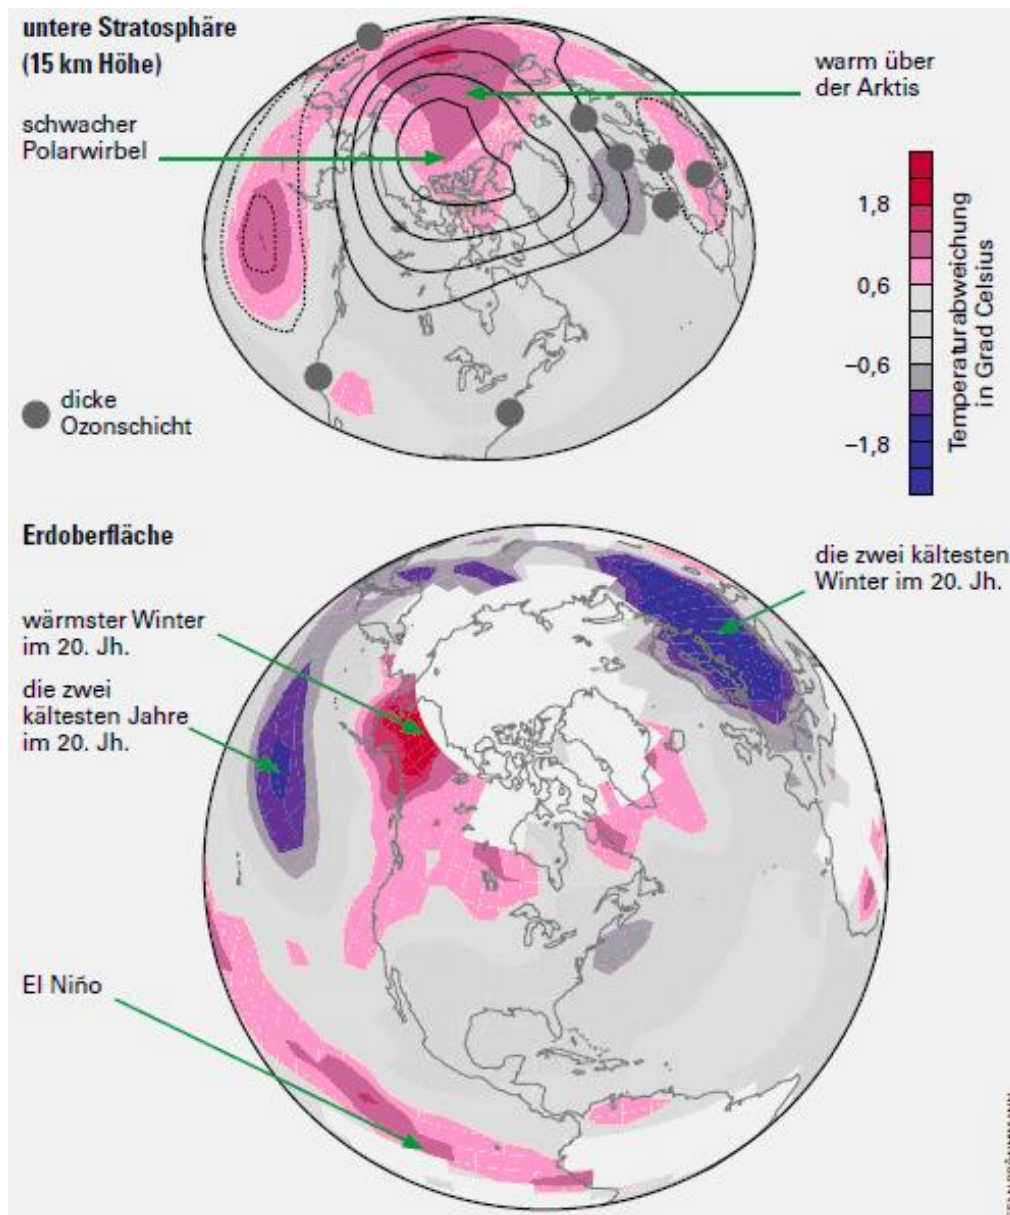 untere Stratosphäre
(15 km Höhe)
warm über
der Arktis
schwacher
Polarwirbel
1,8
0,6
–0,6
–1,8
Temperaturabweichung
in Grad Celsius
dicke
Ozonschicht
Erdoberfläche
die zwei kältesten
Winter im 20. Jh.
wärmster Winter
im 20. Jh.
die zwei
kältesten Jahre
im 20. Jh.
El Niño